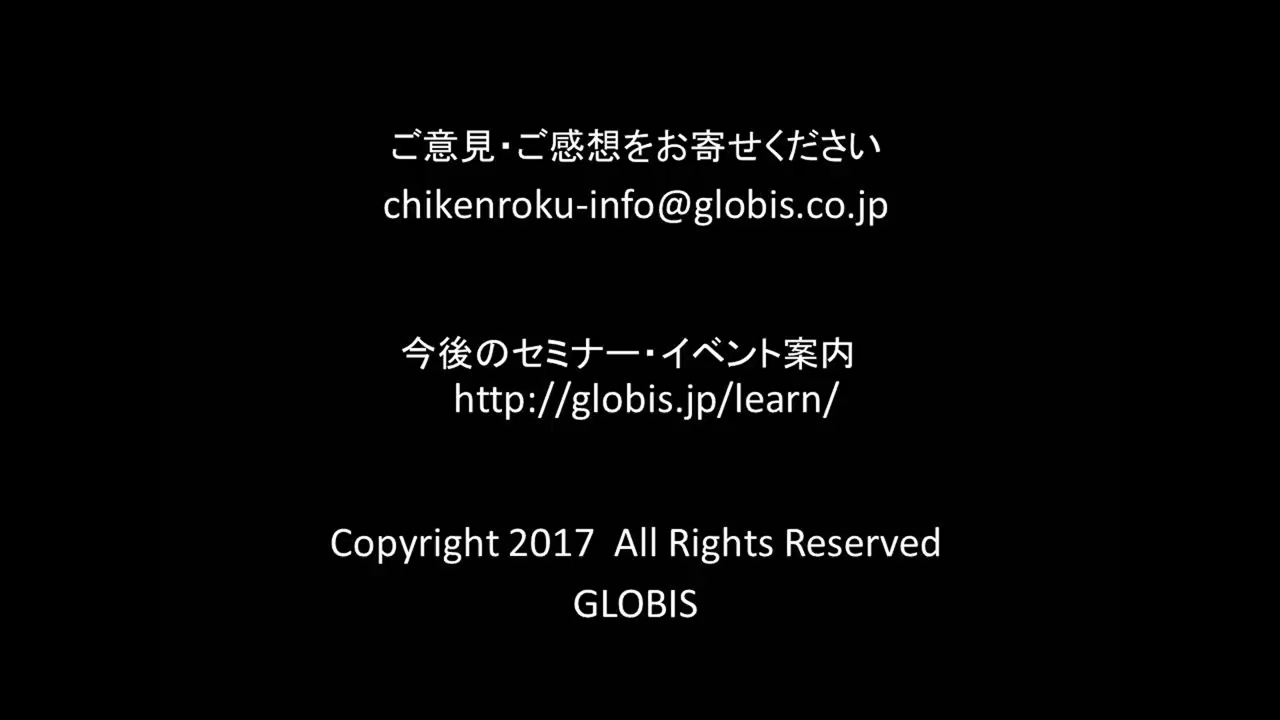 ご意見・ご感想をお寄せください
chikenroku-info@globis.co.jp
今後のセミナー・イベント案内
http://globis.jp/learn/
Copyright 2017  All Rights Reserved
GLOBIS